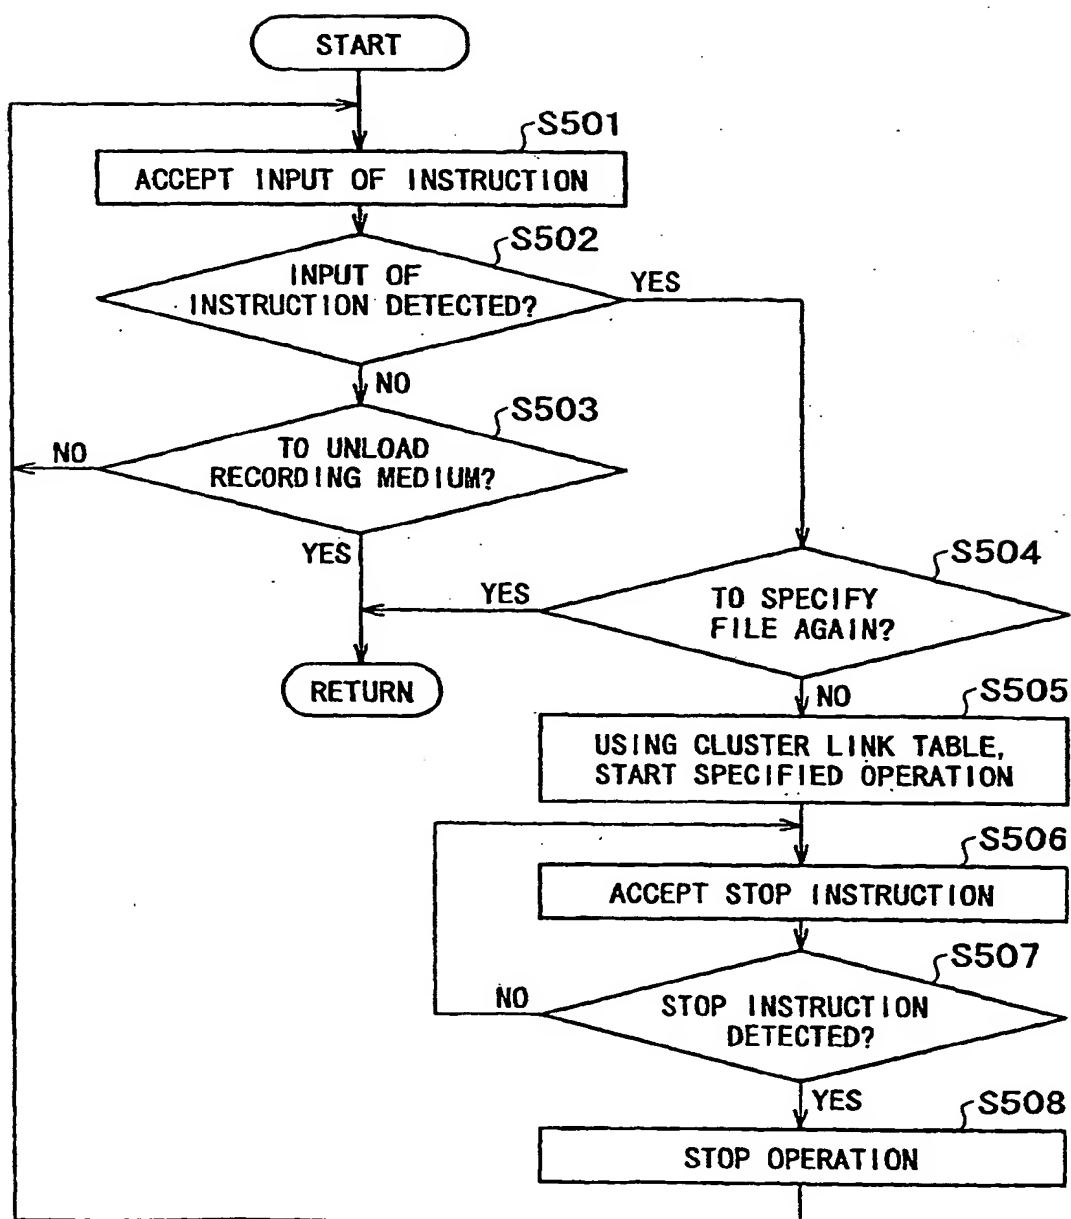 START
S501
ACCEPT INPUT OF INSTRUCTION
S502
INPUT OF
INSTRUCTION DETECTED?
YES
NO
S503
TO UNLOAD
RECORDING MEDIUM?
NO
YES
S504
TO SPECIFY
FILE AGAIN?
YES
NO
RETURN
S505
USING CLUSTER LINK TABLE,
START SPECIFIED OPERATION
S506
ACCEPT STOP INSTRUCTION
S507
STOP INSTRUCTION
DETECTED?
NO
YES
S508
STOP OPERATION